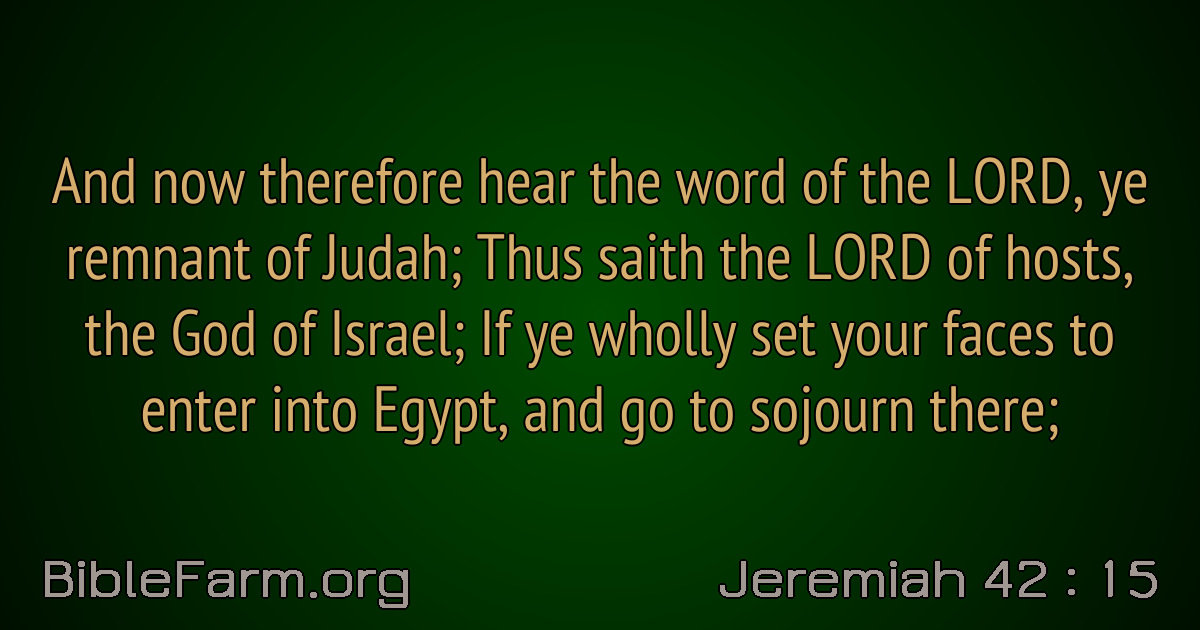 And now therefore hear the word of the LORD, ye
remnant of Judah; Thus saith the LORD of hosts,
the God of Israel; If ye wholly set your faces to
enter into Egypt, and go to sojourn there;
BibleFarm.org
Jeremiah 42 : 15